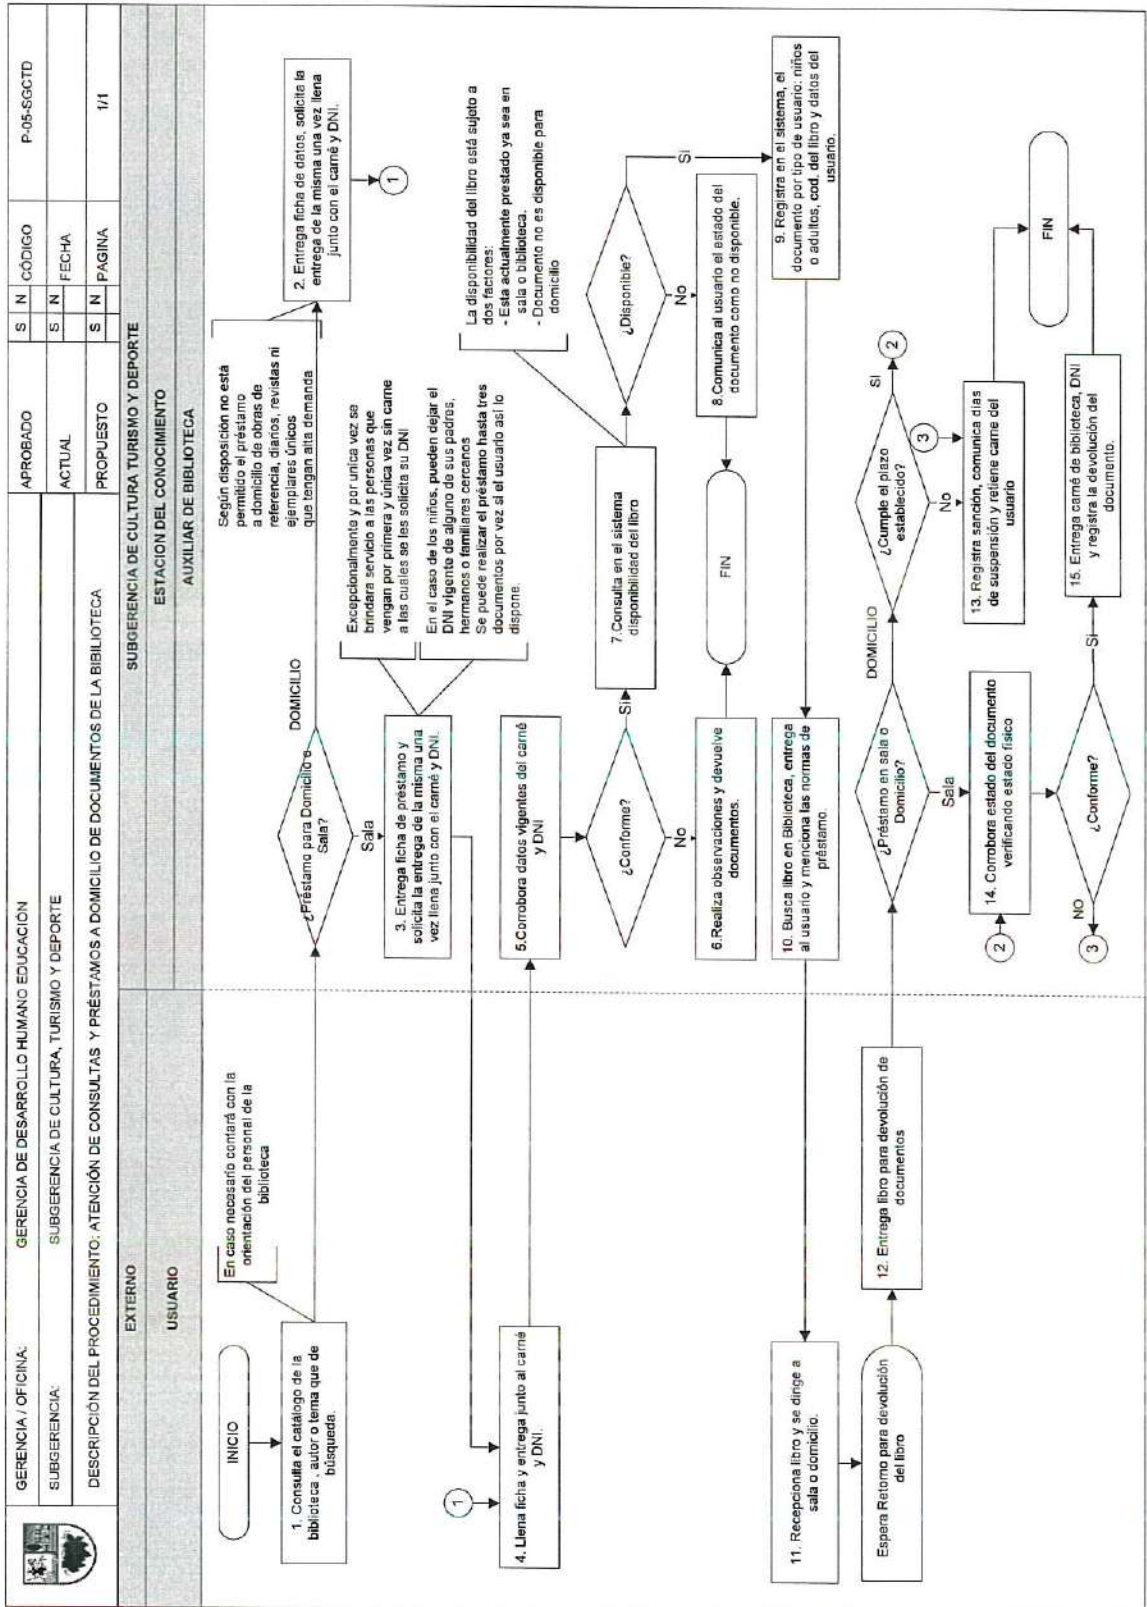 GERENCIA / OFICINA:
GERENCIA DE DESARROLLO HUMANO EDUCACIÓN
APROBADO
S
N
CÓDIGO
P-05-SGCTD
SUBGERENCIA:
SUBGERENCIA DE CULTURA, TURISMO Y DEPORTE
ACTUAL
S
N
FECHA
DESCRIPCIÓN DEL PROCEDIMIENTO: ATENCIÓN DE CONSULTAS Y PRÉSTAMOS A DOMICILIO DE DOCUMENTOS DE LA BIBILIOTECA
PROPUESTO
S
N
PAGINA
1/1
EXTERNO
SUBGERENCIA DE CULTURA TURISMO Y DEPORTE
ESTACION DEL CONOCIMIENTO
USUARIO
AUXILIAR DE BIBLIOTECA
INICIO
En caso necesario contará con la
orientación del personal de la
biblioteca
1. Consulta el catálogo de la
biblioteca , autor o tema que de
búsqueda.
¿Préstamo para Domicilio o
Sala?
DOMICILIO
Sala
Según disposición no está
permitido el préstamo
a domicilio de obras de
referencia, diarios, revistas ni
ejemplares únicos
que tengan alta demanda
2. Entrega ficha de datos, solicita la
entrega de la misma una vez llena
junto con el carné y DNI.
1
3. Entrega ficha de préstamo y
solicita la entrega de la misma una
vez llena junto con el carné y DNI.
Excepcionalmente y por unica vez se
brindara servicio a las personas que
vengan por primera y única vez sin carne
a las cuales se les solicita su DNI
En el caso de los niños, pueden dejar el
DNI vigente de alguno de sus padres,
hermanos o familiares cercanos
Se puede realizar el préstamo hasta tres
documentos por vez si el usuario así lo
dispone.
1
4. Llena ficha y entrega junto al carné
y DNI.
5.Corrobora datos vigentes del carné
y DNI
¿Conforme?
Si
No
6.Realiza observaciones y devuelve
documentos.
7.Consulta en el sistema
disponibilidad del libro
La disponibilidad del libro está sujeto a
dos factores:
- Esta actualmente prestado ya sea en
sala o biblioteca.
- Documento no es disponible para
domicilio
¿Disponible?
Si
No
8.Comunica al usuario el estado del
documento como no disponible.
FIN
9. Registra en el sistema, el
documento por tipo de usuario: niños
o adultos, cod. del libro y datos del
usuario.
10. Busca libro en Biblioteca, entrega
al usuario y menciona las normas de
préstamo.
11. Recepciona libro y se dirige a
sala o domicilio.
Espera Retorno para devolución
del libro
12. Entrega libro para devolución de
documentos
¿Préstamo en sala o
Domicilio?
DOMICILIO
Sala
¿Cumple el plazo
establecido?
SI
2
No
3
13. Registra sanción, comunica días
de suspensión y retiene carne del
usuario
2
14. Corrobora estado del documento
verificando estado físico
¿Conforme?
NO
3
Si
15. Entrega carné de biblioteca, DNI
y registra la devolución del
documento.
FIN